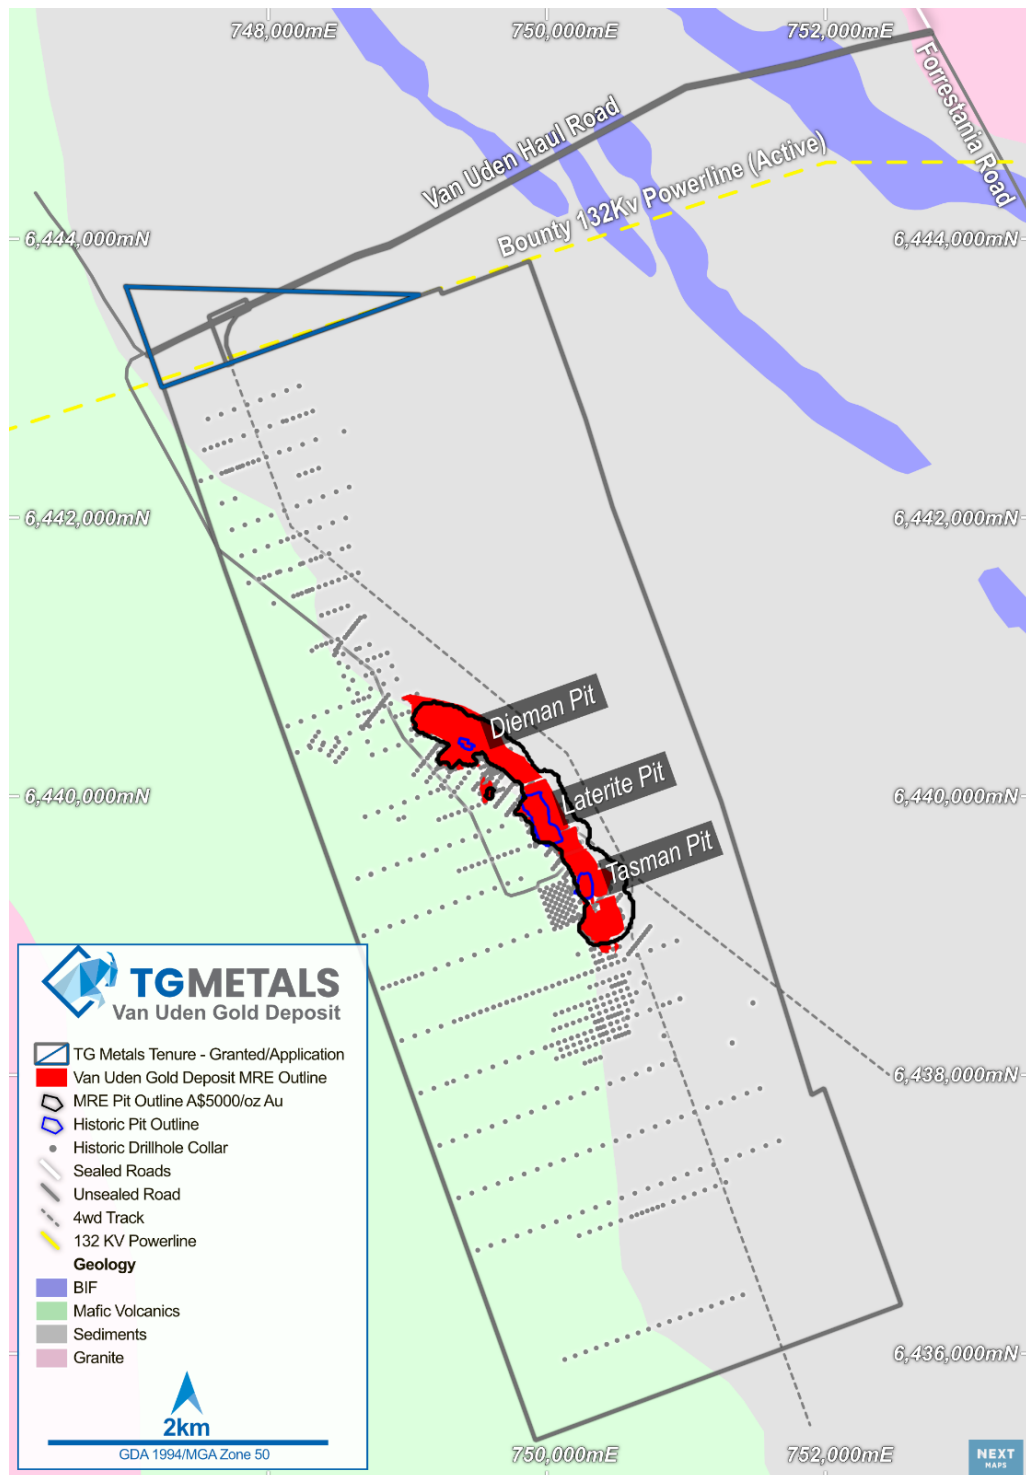 748,000mE
750,000mE
752,000mE
Forrestania Road
Van Uden Haul Road
Bounty 132Kv Powerline (Active)
6,444,000mN
6,444,000mN
6,442,000mN
6,442,000mN
Dieman Pit
Laterite Pit
6,440,000mN
6,440,000mN
Tasman Pit
TGMETALS
Van Uden Gold Deposit
TG Metals Tenure - Granted/Application
Van Uden Gold Deposit MRE Outline
MRE Pit Outline A$5000/oz Au
Historic Pit Outline
Historic Drillhole Collar
Sealed Roads
Unsealed Road
4wd Track
132 KV Powerline
Geology
BIF
Mafic Volcanics
Sediments
Granite
2km
GDA 1994/MGA Zone 50
6,438,000mN
6,436,000mN
750,000mE
752,000mE
NEXT
MAPS